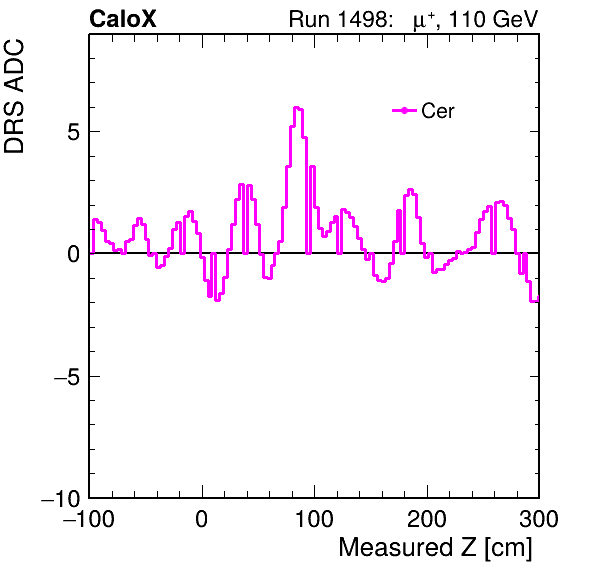 CaloX Run 1498: μ⁺, 110 GeV
DRS ADC
Cer
5
0
−5
−10
−100 0 100 200 300
Measured Z [cm]